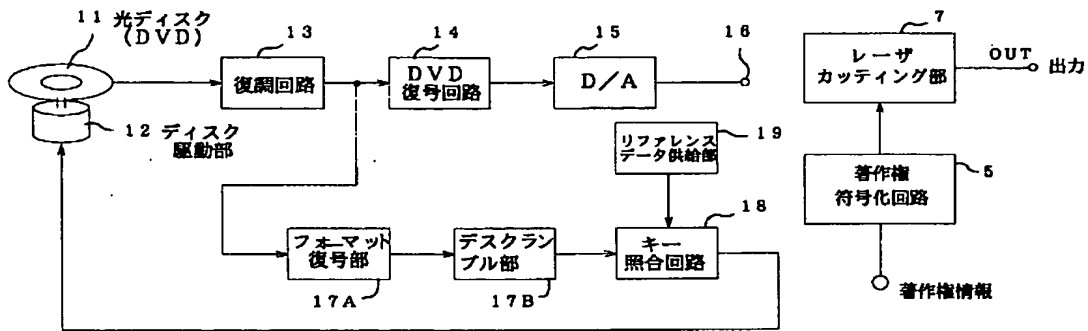 11 光ディスク
(DVD)
12 ディスク
駆動部
13
復調回路
14
DVD
復号回路
15
D/A
16
19
リファレンス
データ供給部
17A
フォーマット
復号部
17B
デスクラン
ブル部
18
キー
照合回路
7
レーザ
カッティング部
OUT
出力
5
著作権
符号化回路
著作権情報